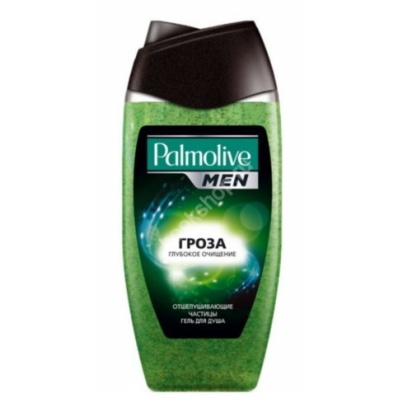 Palmolive
MEN
ГРОЗА
ГЛУБОКОЕ ОЧИЩЕНИЕ
ОТШЕЛУШИВАЮЩИЕ
ЧАСТИЦЫ
ГЕЛЬ ДЛЯ ДУША